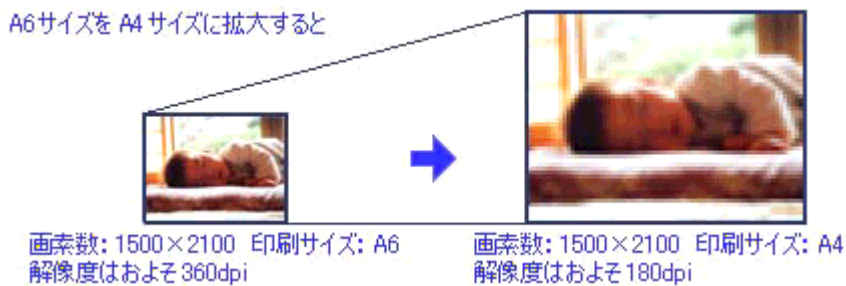 A6サイズを A4 サイズに拡大すると
画素数: 1500×2100 印刷サイズ: A6
解像度はおよそ360dpi
画素数: 1500×2100 印刷サイズ: A4
解像度はおよそ180dpi